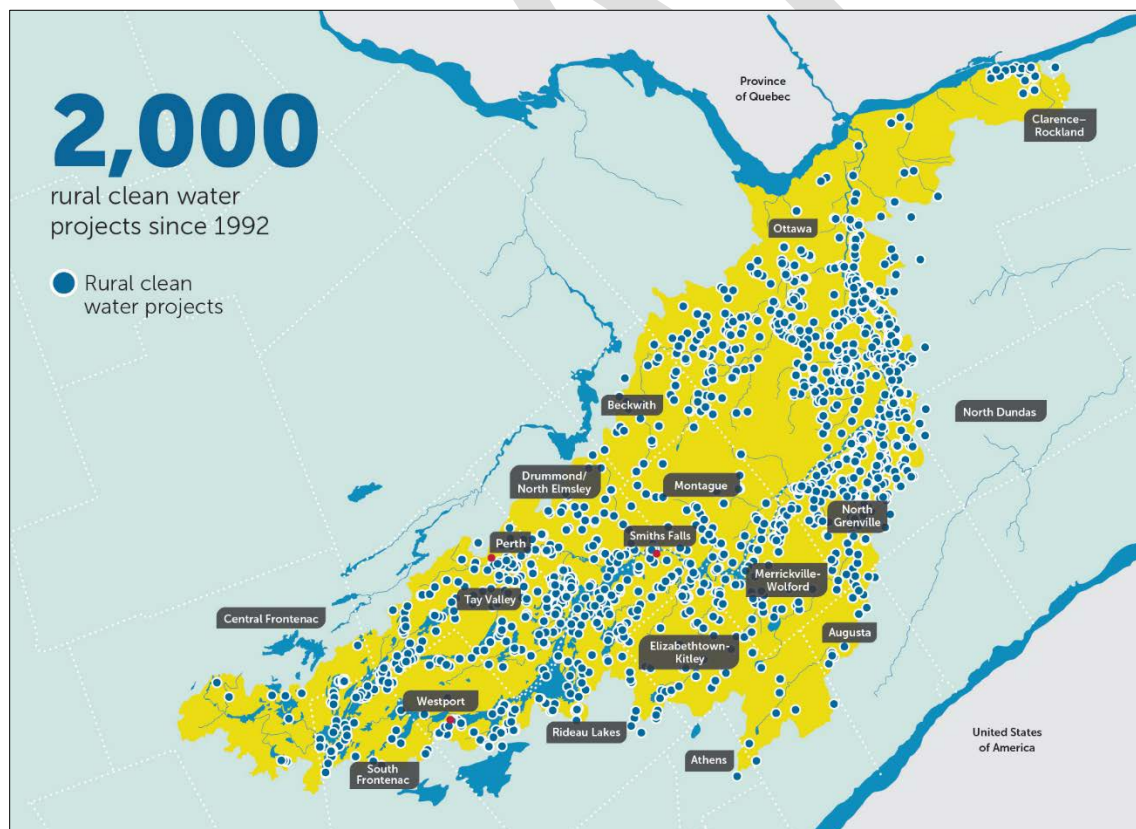 2,000
rural clean water
projects since 1992
Rural clean
water projects
Province
of Quebec
Clarence–
Rockland
Ottawa
Beckwith
North Dundas
Drummond/
North Elmsley
Montague
North
Grenville
Perth
Smiths Falls
Merrickville-
Wolford
Tay Valley
Central Frontenac
Augusta
Elizabethtown-
Kitley
Westport
Rideau Lakes
United States
of America
Athens
South
Frontenac